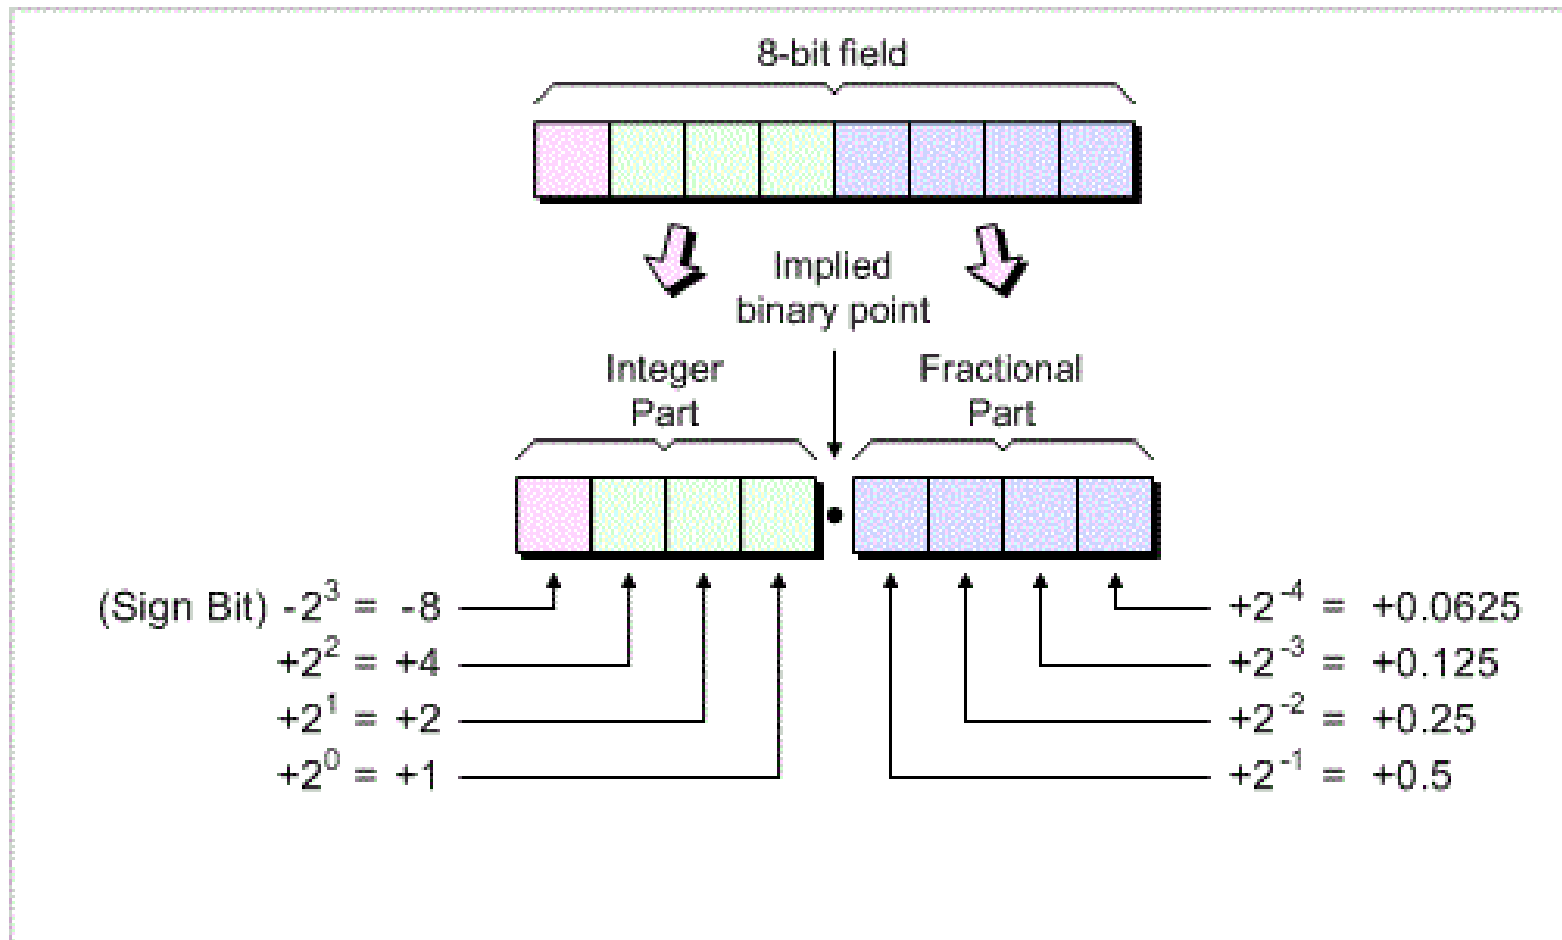 8-bit field
Implied
binary point
Integer
Part
Fractional
Part
(Sign Bit) -2³ = -8
+2² = +4
+2¹ = +2
+2⁰ = +1
+2⁻⁴ = +0.0625
+2⁻³ = +0.125
+2⁻² = +0.25
+2⁻¹ = +0.5